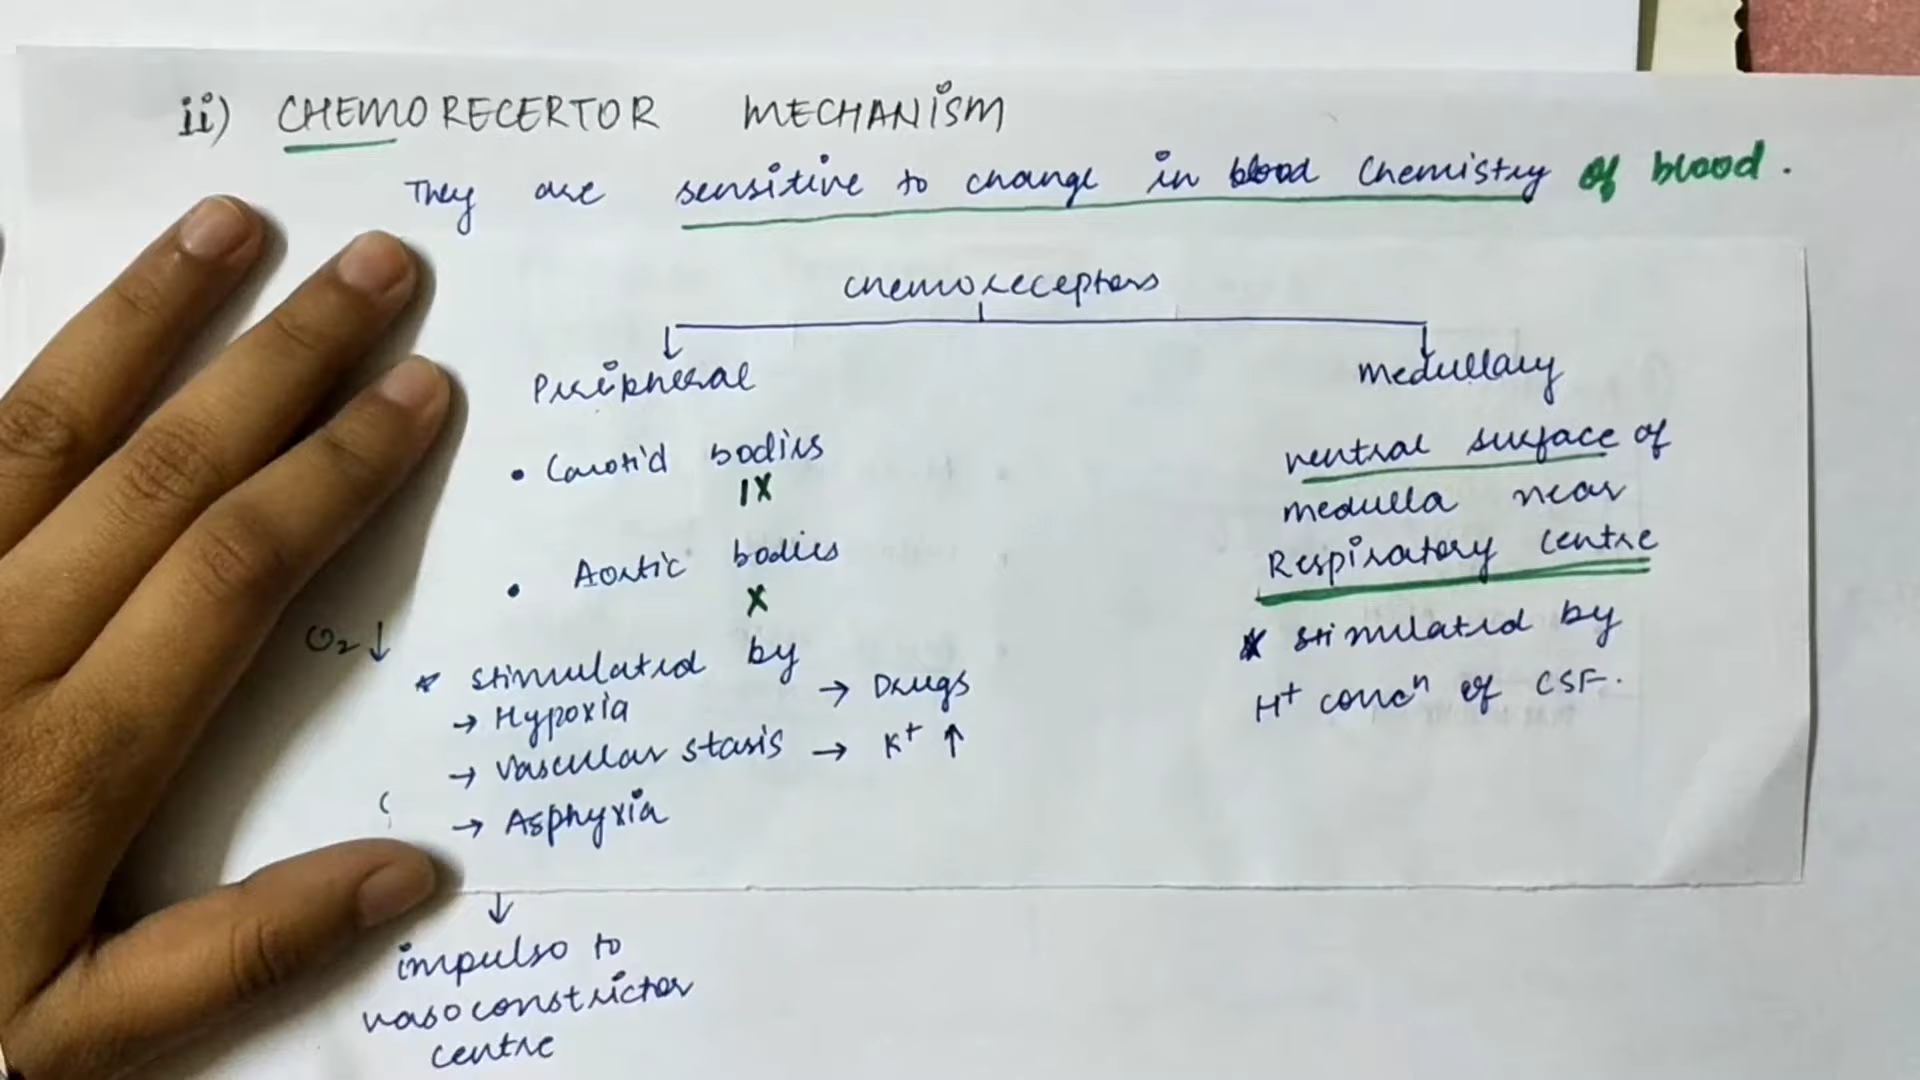 ii) CHEMORECERTOR MECHANISM
They are sensitive to change in blood Chemistry of blood.
chemoreceptors
Peripheral
• Carotid bodies
IX
• Aortic bodies
X
O2 ↓
* stimulated by
→ Hypoxia
→ Vascular stasis
→ Asphyxia
→ Drugs
→ K+ ↑
medullary
ventral surface of
medulla near
Respiratory centre
* stimulated by
H+ concn of CSF.
↓
impulso to
vasoconstrictor
centre